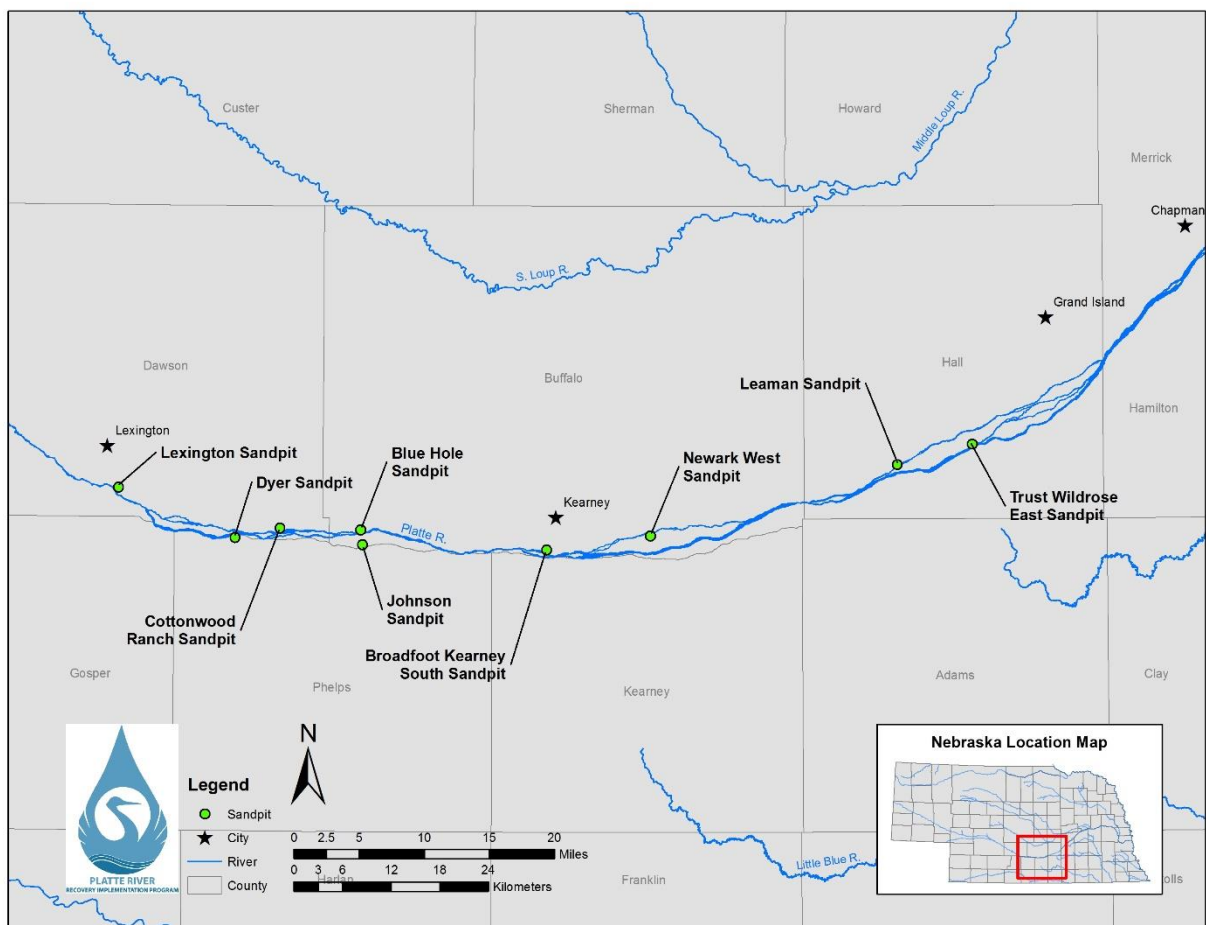 Custer
Sherman
Howard
Middle Loup R.
Merrick
Chapman
S. Loup R.
Grand Island
Dawson
Buffalo
Hall
Leaman Sandpit
Hamilton
Lexington
Lexington Sandpit
Blue Hole
Sandpit
Newark West
Sandpit
Dyer Sandpit
Kearney
Trust Wildrose
East Sandpit
Platte R.
Johnson
Sandpit
Cottonwood
Ranch Sandpit
Broadfoot Kearney
South Sandpit
Gosper
Phelps
Kearney
Adams
Clay
N
Nebraska Location Map
Legend
Sandpit
City
River
County
0 2.5 5 10 15 20
Miles
0 3 6 12 18 24
Kilometers
Harlan
Franklin
Little Blue R.
olls
PLATTE RIVER
RECOVERY IMPLEMENTATION PROGRAM